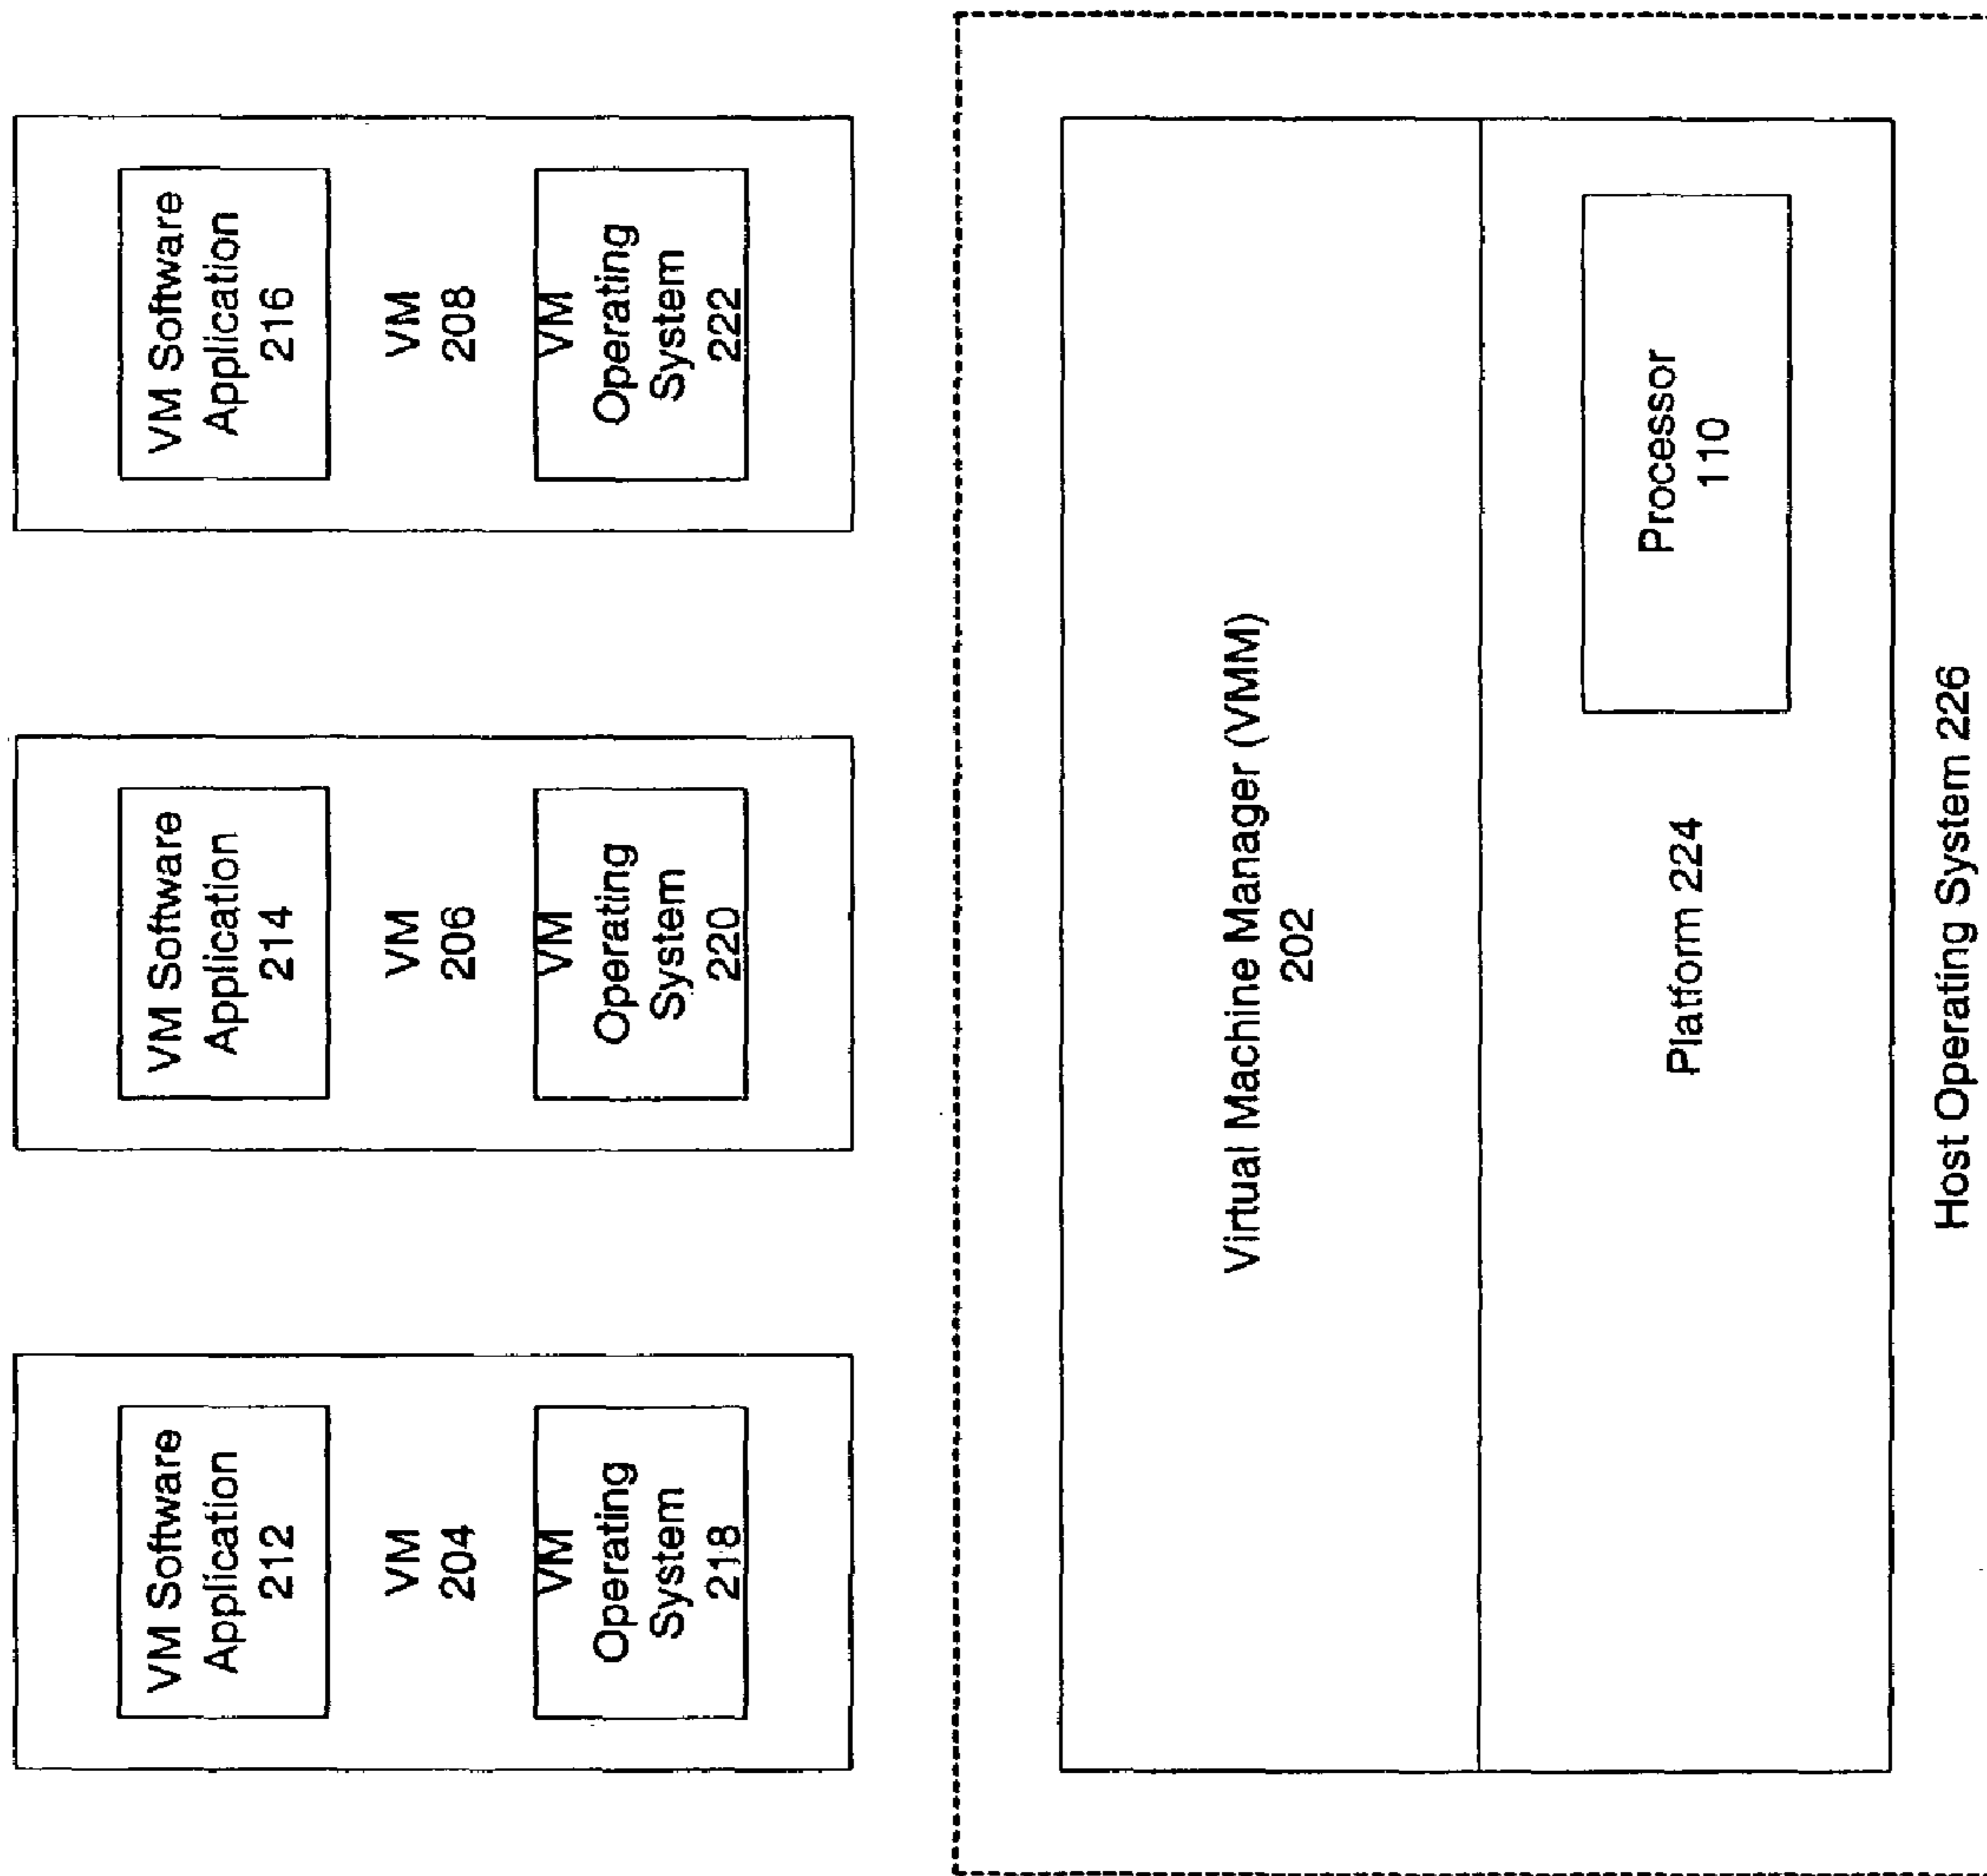 VM Software
Application
212
VM
204
VM
Operating
System
218
VM Software
Application
214
VM
206
VM
Operating
System
220
VM Software
Application
216
VM
208
VM
Operating
System
222
Virtual Machine Manager (VMM)
202
Platform 224
Processor
110
Host Operating System 226